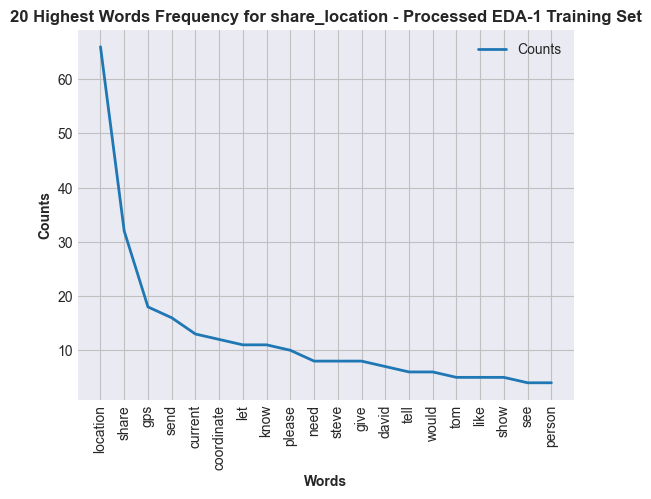 20 Highest Words Frequency for share_location - Processed EDA-1 Training Set
Counts
Counts
60
50
40
30
20
10
location
share
gps
send
current
coordinate
let
know
please
need
steve
give
david
tell
would
tom
like
show
see
person
Words